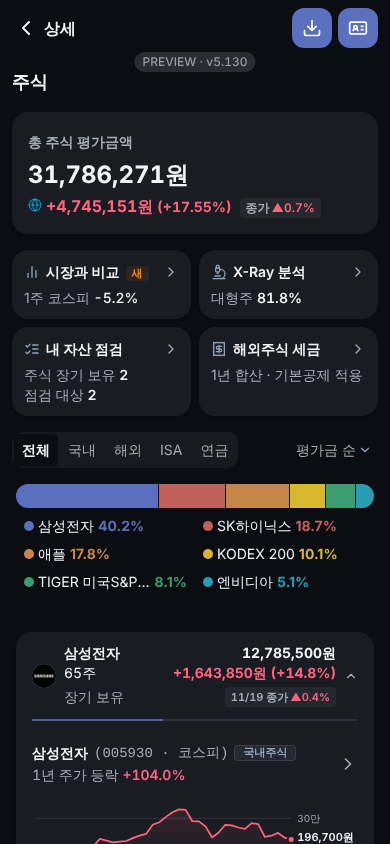 상세
PREVIEW · v5.130
주식
총 주식 평가금액
31,786,271원
+4,745,151원 (+17.55%) 종가 ▲0.7%
시장과 비교 새
1주 코스피 -5.2%
X-Ray 분석
대형주 81.8%
내 자산 점검
주식 장기 보유 2
점검 대상 2
해외주식 세금
1년 합산 · 기본공제 적용
전체 국내 해외 ISA 연금 평가금 순
삼성전자 40.2% SK하이닉스 18.7%
애플 17.8% KODEX 200 10.1%
TIGER 미국S&P... 8.1% 엔비디아 5.1%
SAMSUNG
삼성전자 12,785,500원
65주 +1,643,850원 (+14.8%)
장기 보유 11/19 종가 ▲0.4%
삼성전자 (005930 · 코스피) 국내주식
1년 주가 등락 +104.0%
30만
196,700원